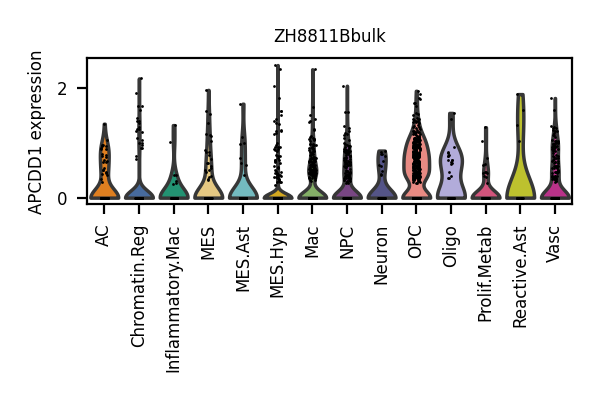 ZH8811Bbulk
APCDD1 expression
2
0
AC
Chromatin.Reg
Inflammatory.Mac
MES
MES.Ast
MES.Hyp
Mac
NPC
Neuron
OPC
Oligo
Prolif.Metab
Reactive.Ast
Vasc